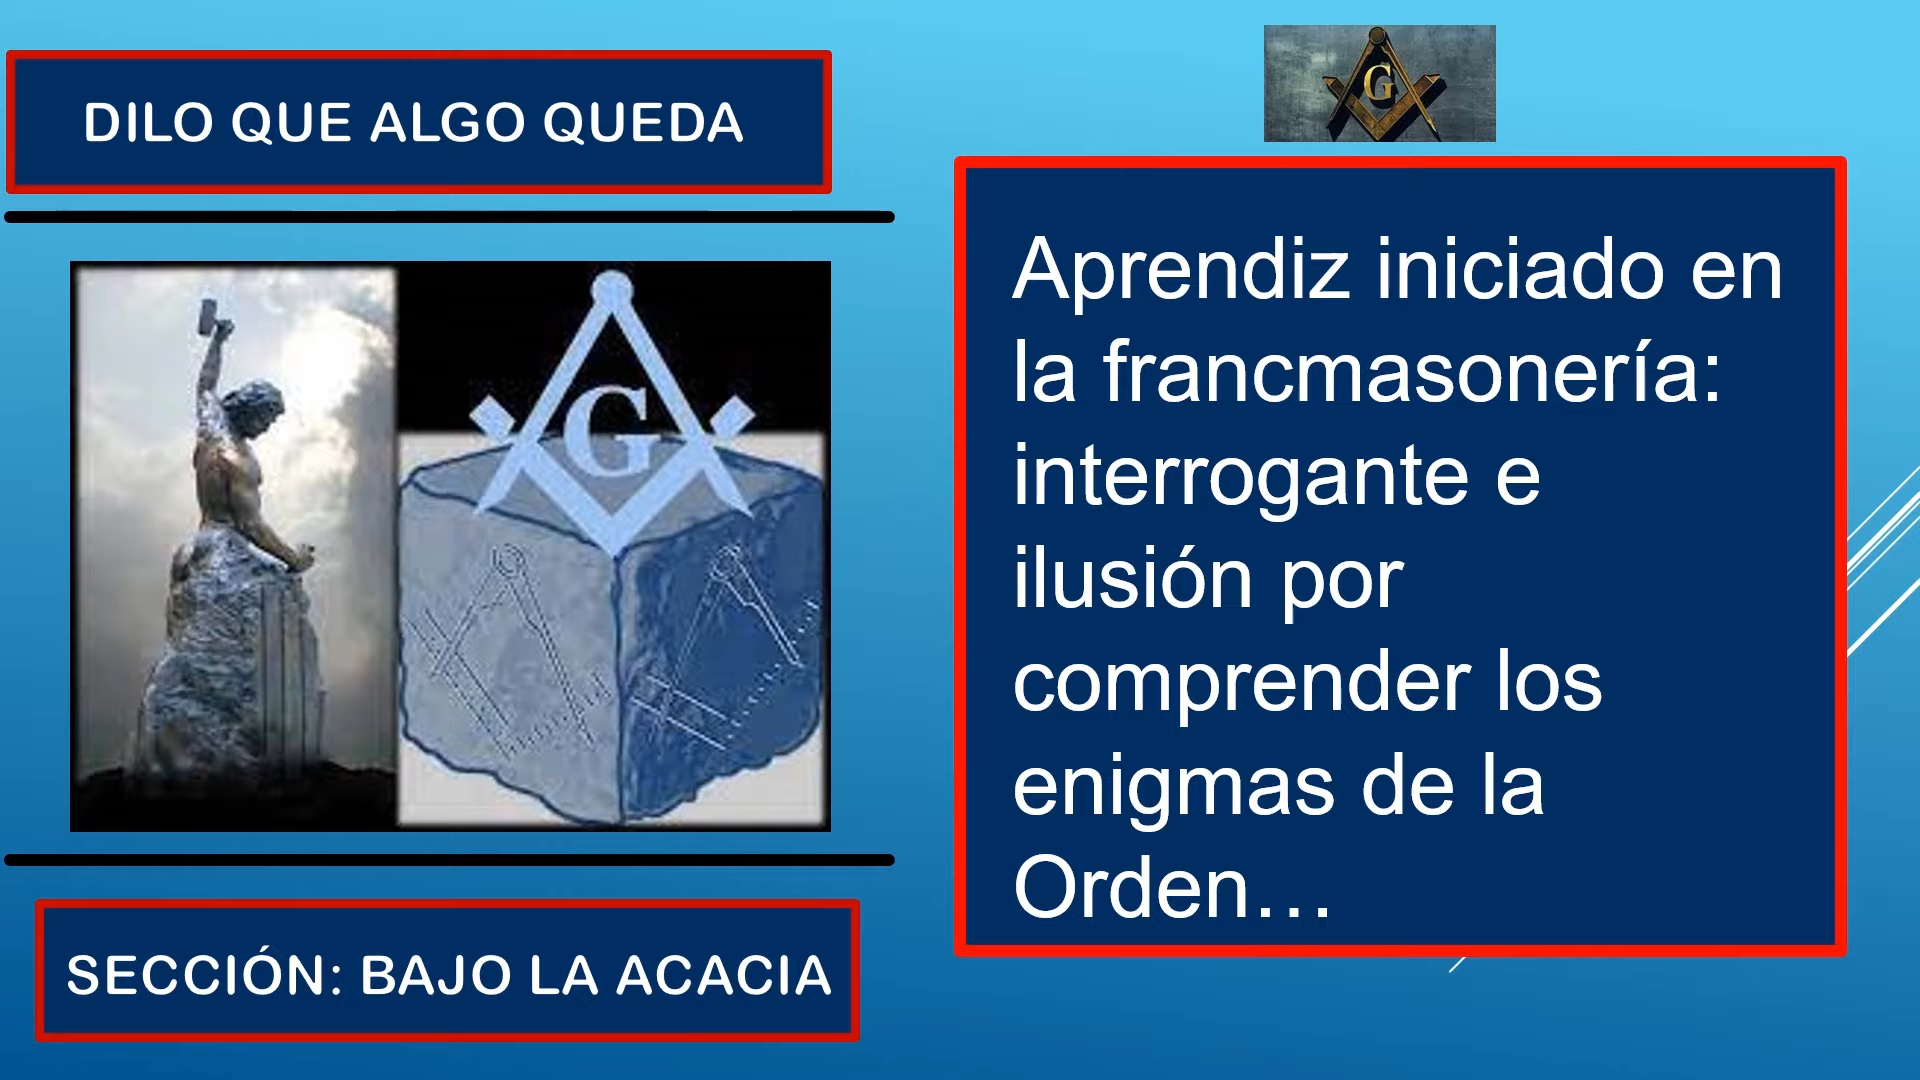 DILO QUE ALGO QUEDA
G
G
Aprendiz iniciado en
la francmasonería:
interrogante e
ilusión por
comprender los
enigmas de la
Orden…
SECCIÓN: BAJO LA ACACIA